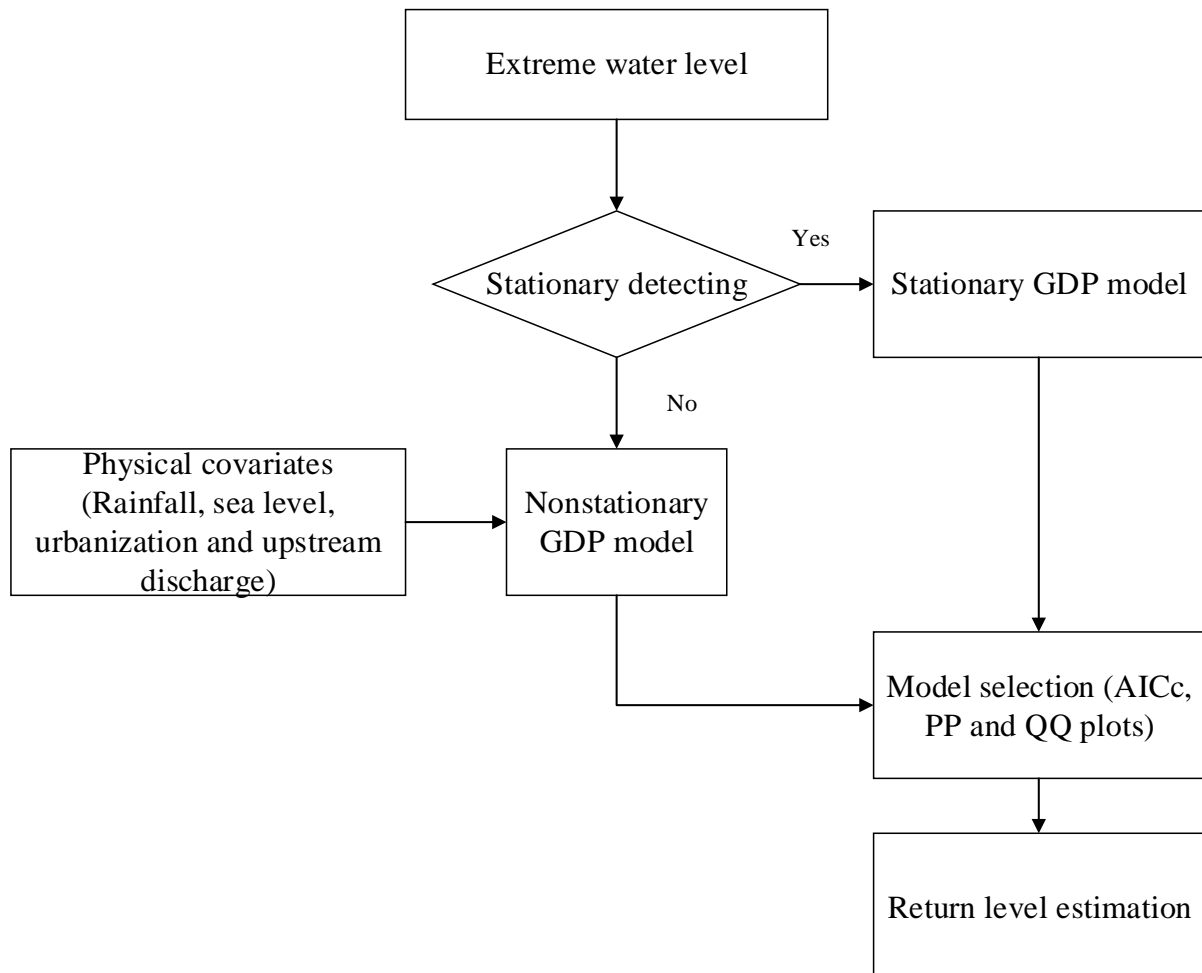 Extreme water level
Yes
Stationary detecting
Stationary GDP model
No
Physical covariates
(Rainfall, sea level,
urbanization and upstream
discharge)
Nonstationary
GDP model
Model selection (AICc,
PP and QQ plots)
Return level estimation